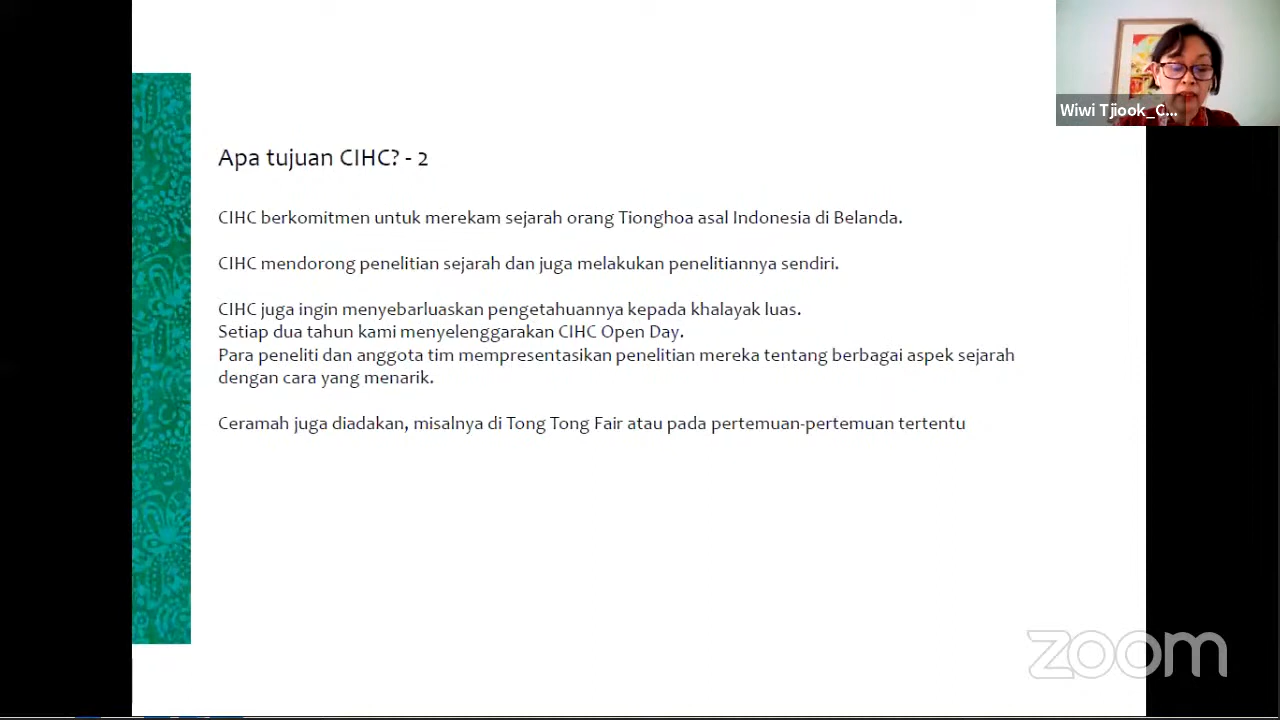 Wiwi Tjiook_C...
Apa tujuan CIHC? - 2
CIHC berkomitmen untuk merekam sejarah orang Tionghoa asal Indonesia di Belanda.
CIHC mendorong penelitian sejarah dan juga melakukan penelitiannya sendiri.
CIHC juga ingin menyebarluaskan pengetahuannya kepada khalayak luas.
Setiap dua tahun kami menyelenggarakan CIHC Open Day.
Para peneliti dan anggota tim mempresentasikan penelitian mereka tentang berbagai aspek sejarah
dengan cara yang menarik.
Ceramah juga diadakan, misalnya di Tong Tong Fair atau pada pertemuan-pertemuan tertentu
zoom